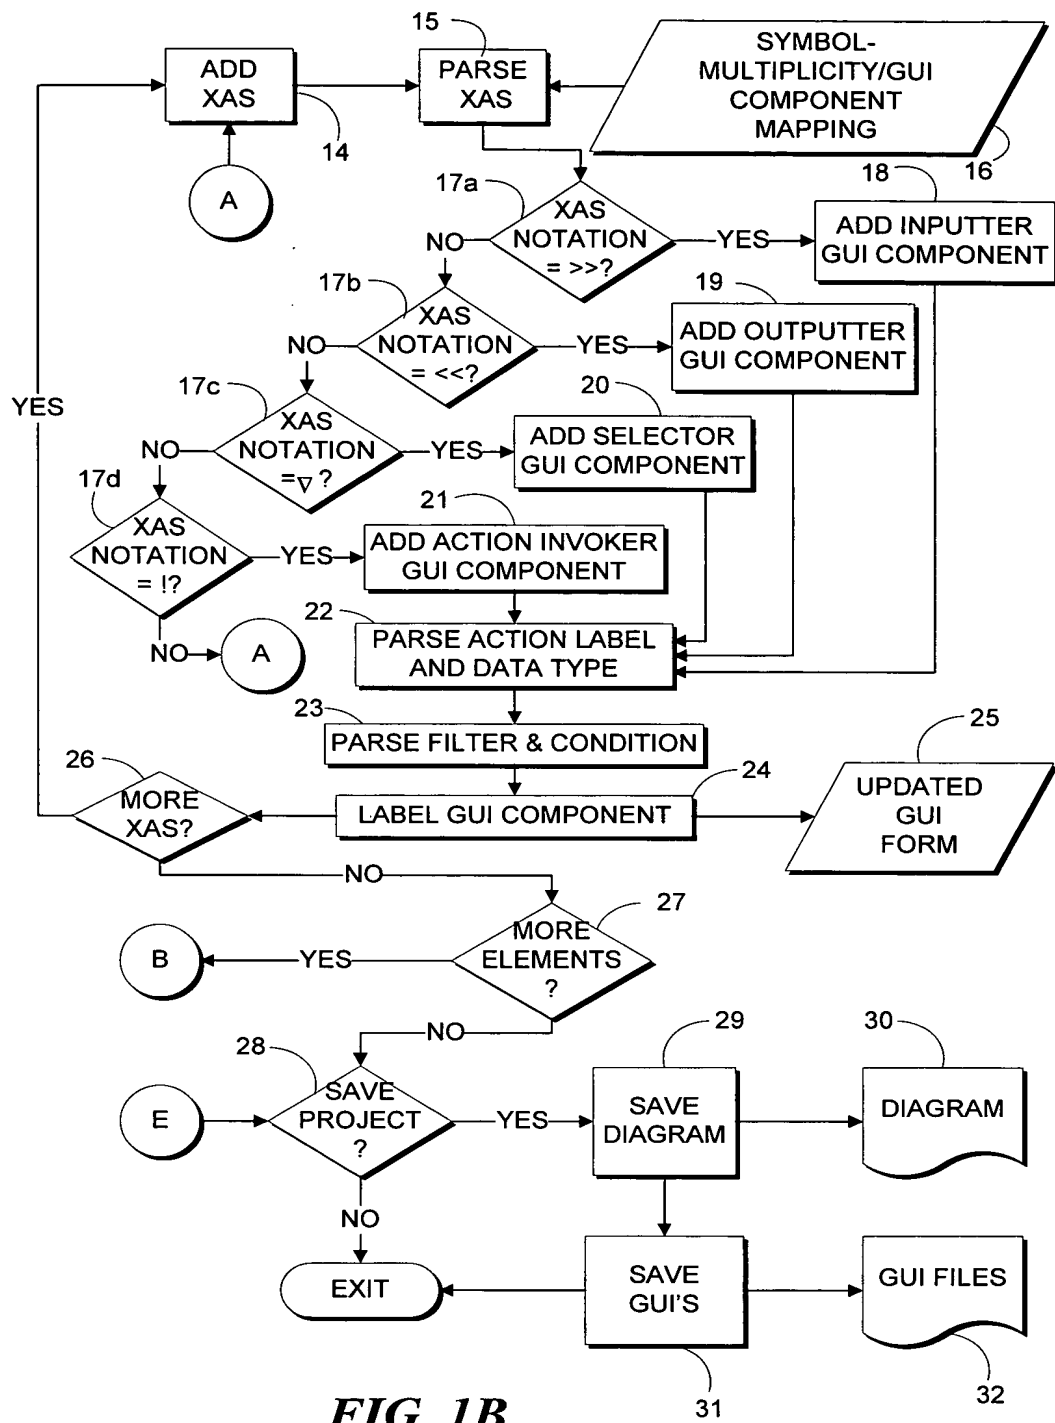 15
ADD
XAS
PARSE
XAS
SYMBOL-
MULTIPLICITY/GUI
COMPONENT
MAPPING
14
16
A
17a
XAS
NOTATION
= >>?
NO
YES
18
ADD INPUTTER
GUI COMPONENT
17b
XAS
NOTATION
= <<?
NO
YES
19
ADD OUTPUTTER
GUI COMPONENT
17c
XAS
NOTATION
=▽ ?
NO
YES
20
ADD SELECTOR
GUI COMPONENT
YES
17d
XAS
NOTATION
= !?
YES
21
ADD ACTION INVOKER
GUI COMPONENT
NO
A
22
PARSE ACTION LABEL
AND DATA TYPE
23
PARSE FILTER & CONDITION
24
LABEL GUI COMPONENT
25
UPDATED
GUI
FORM
26
MORE
XAS?
NO
27
MORE
ELEMENTS
?
YES
B
NO
28
SAVE
PROJECT
?
E
YES
29
SAVE
DIAGRAM
30
DIAGRAM
NO
EXIT
SAVE
GUI'S
31
GUI FILES
32
FIG. 1B